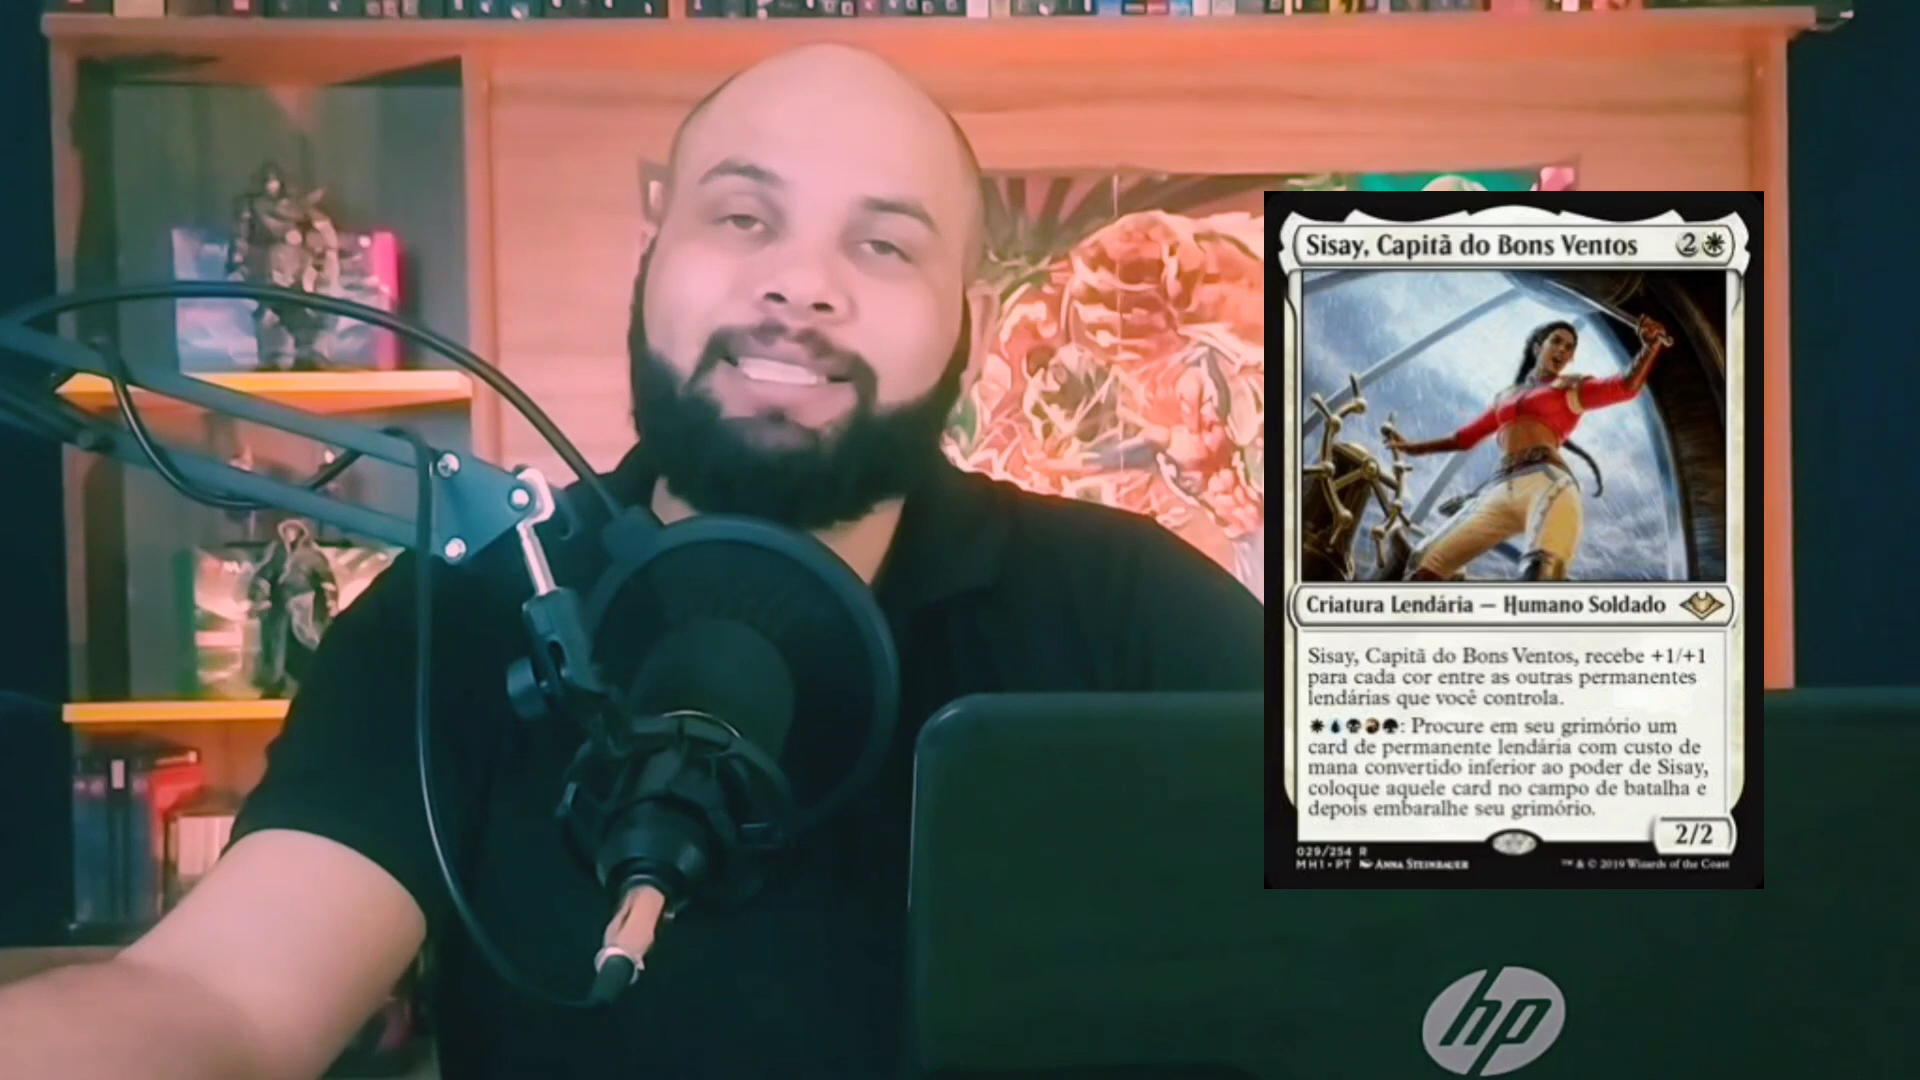 Sisay, Capitã do Bons Ventos 2
Criatura Lendária — Humano Soldado
Sisay, Capitã do Bons Ventos, recebe +1/+1
para cada cor entre as outras permanentes
lendárias que você controla.
: Procure em seu grimório um
card de permanente lendária com custo de
mana convertido inferior ao poder de Sisay,
coloque aquele card no campo de batalha e
depois embaralhe seu grimório.
2/2
029/254 R
MH1 • PT Anna Steinbauer
™ & © 2019 Wizards of the Coast
hp